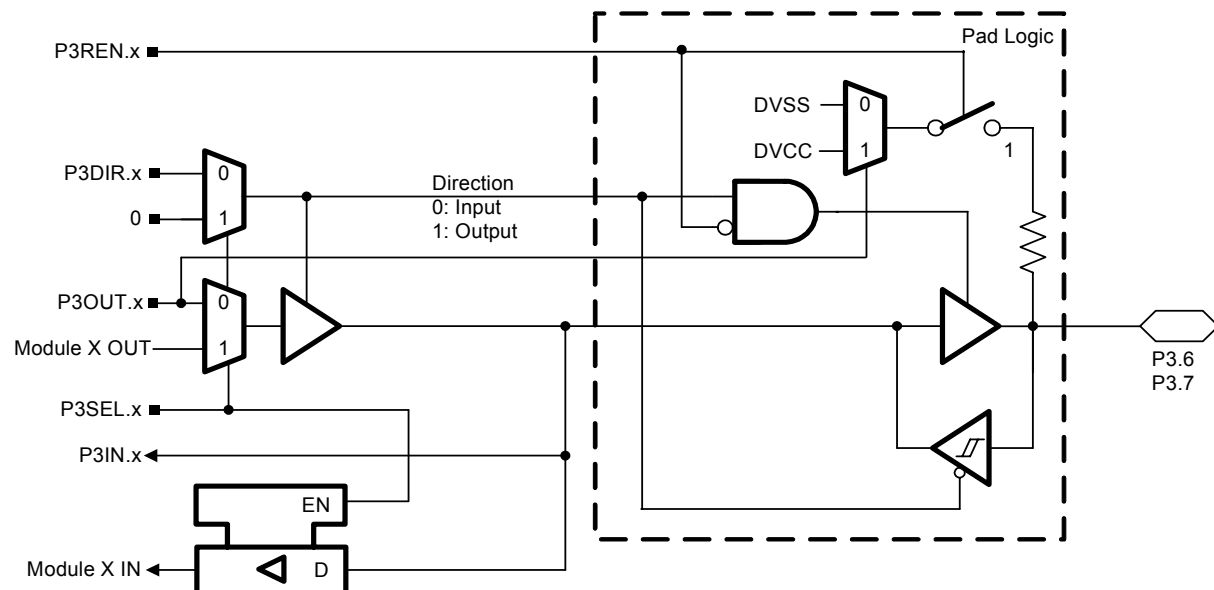 Pad Logic
P3REN.x
DVSS
0
DVCC
1
1
P3DIR.x
0
0
1
Direction
0: Input
1: Output
P3OUT.x
0
Module X OUT
1
P3.6
P3.7
P3SEL.x
P3IN.x
EN
Module X IN
D